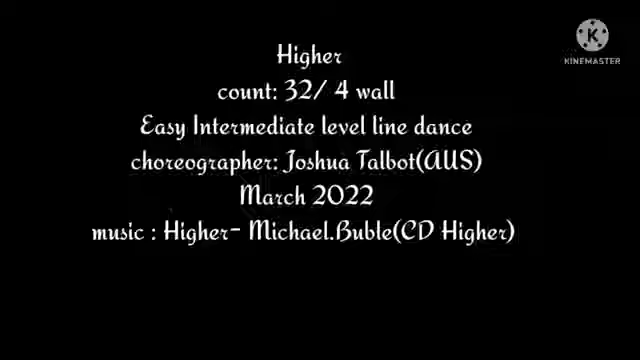 Higher
count: 32/ 4 wall
Easy Intermediate level line dance
choreographer: Joshua Talbot(AUS)
March 2022
music : Higher- Michael.Buble(CD Higher)
K
KINEMASTER